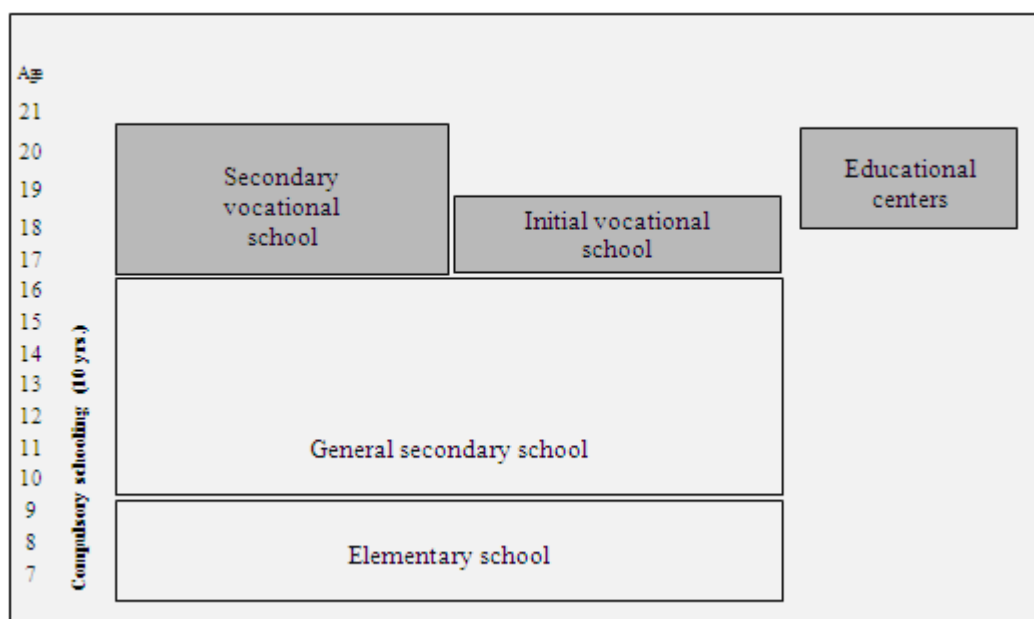 Age
21
20
19
18
17
16
15
14
13
12
11
10
9
8
7
Compulsory schooling (10 yrs.)
Secondary
vocational
school
Initial vocational
school
Educational
centers
General secondary school
Elementary school